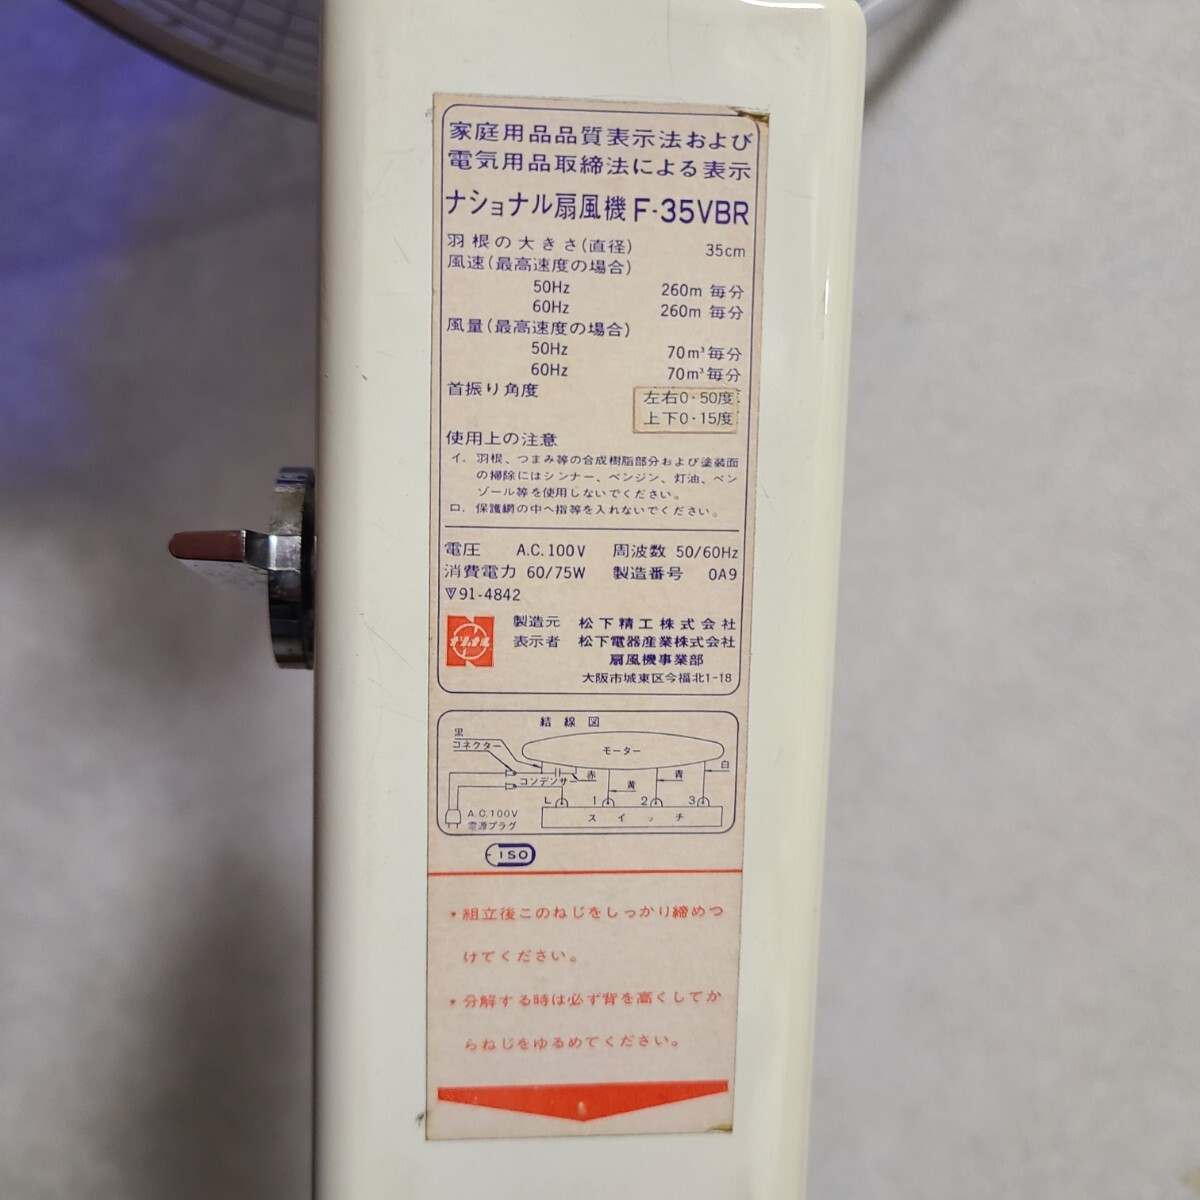 家庭用品品質表示法および
電気用品取締法による表示
ナショナル扇風機 F-35VBR
羽根の大きさ(直径) 35cm
風速(最高速度の場合)
50Hz 260m 毎分
60Hz 260m 毎分
風量(最高速度の場合)
50Hz 70m³毎分
60Hz 70m³毎分
首振り角度 左右0・50度
上下0・15度
使用上の注意
イ. 羽根、つまみ等の合成樹脂部分および塗装面
の掃除にはシンナー、ベンジン、灯油、ベン
ゾール等を使用しないでください。
ロ. 保護網の中へ指等を入れないでください。
電圧 A.C.100V 周波数 50/60Hz
消費電力 60/75W 製造番号 0A9
91-4842
ナショナル
製造元 松下精工株式会社
表示者 松下電器産業株式会社
扇風機事業部
大阪市城東区今福北1-18
結線図
黒
コネクター
モーター
白
コンデンサー 赤 青
黄
L 1 2 3
A.C.100V
電源プラグ
スイッチ
ISO
・組立後このねじをしっかり締めつ
けてください。
・分解する時は必ず背を高くしてか
らねじをゆるめてください。